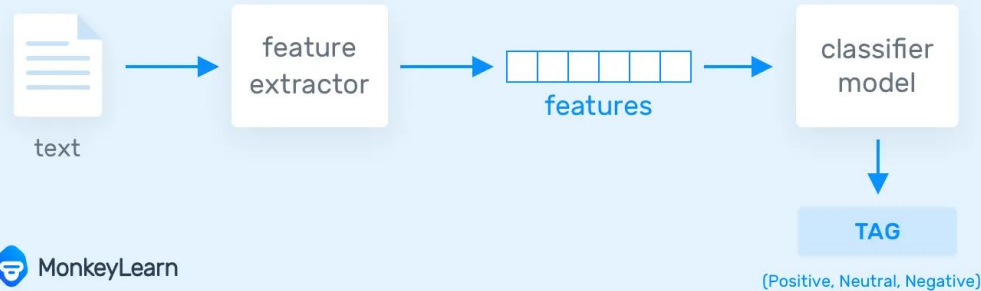 text
feature
extractor
features
classifier
model
TAG
(Positive, Neutral, Negative)
MonkeyLearn